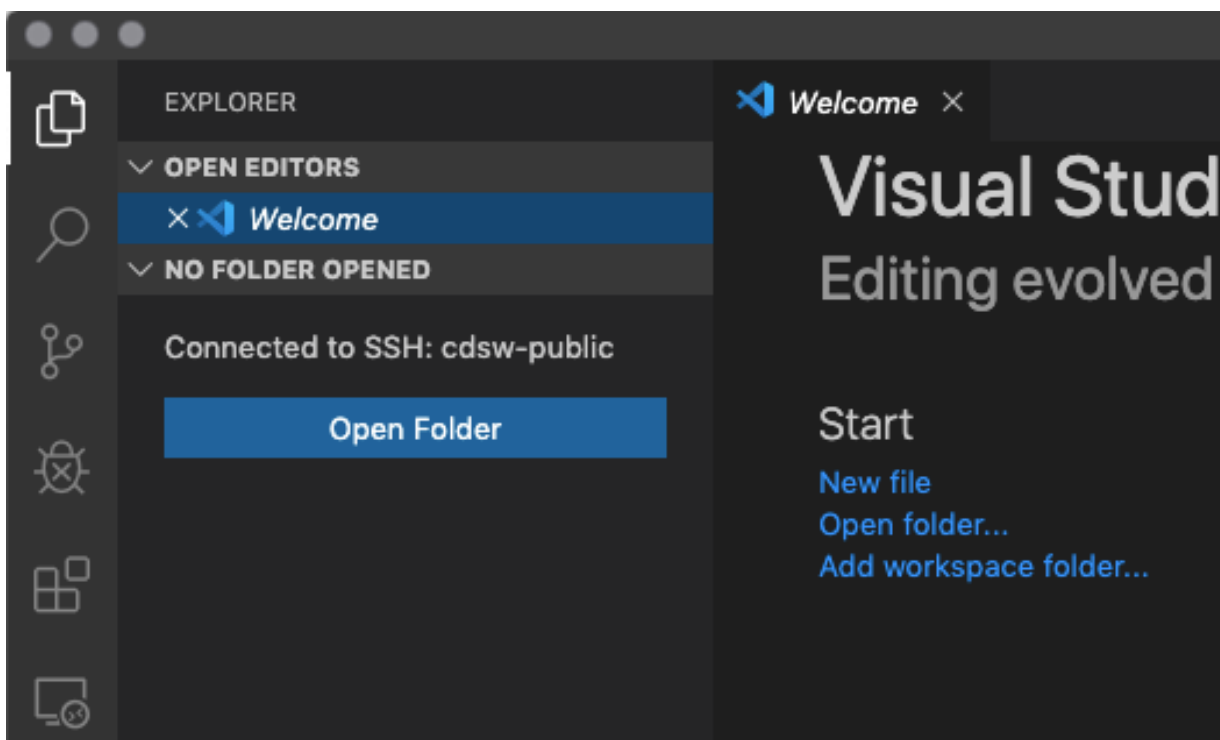 EXPLORER
OPEN EDITORS
Welcome
NO FOLDER OPENED
Connected to SSH: cdsw-public
Open Folder
Welcome
Visual Stud
Editing evolved
Start
New file
Open folder...
Add workspace folder...